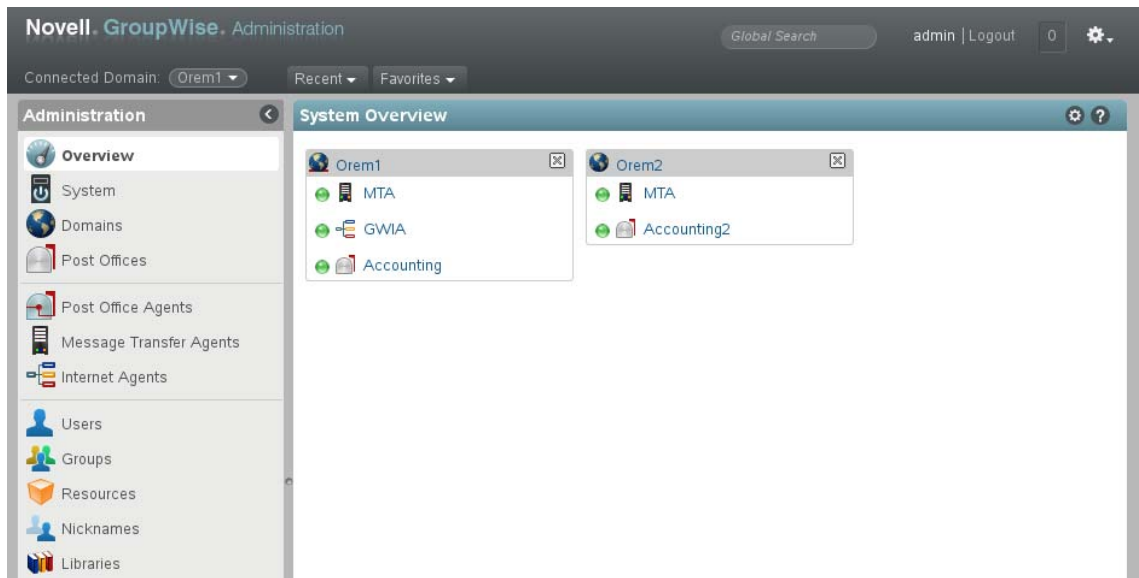 Novell. GroupWise. Administration
Global Search
admin | Logout
0
Connected Domain: Orem1
Recent
Favorites
Administration
Overview
System
Domains
Post Offices
Post Office Agents
Message Transfer Agents
Internet Agents
Users
Groups
Resources
Nicknames
Libraries
System Overview
Orem1
MTA
GWIA
Accounting
Orem2
MTA
Accounting2